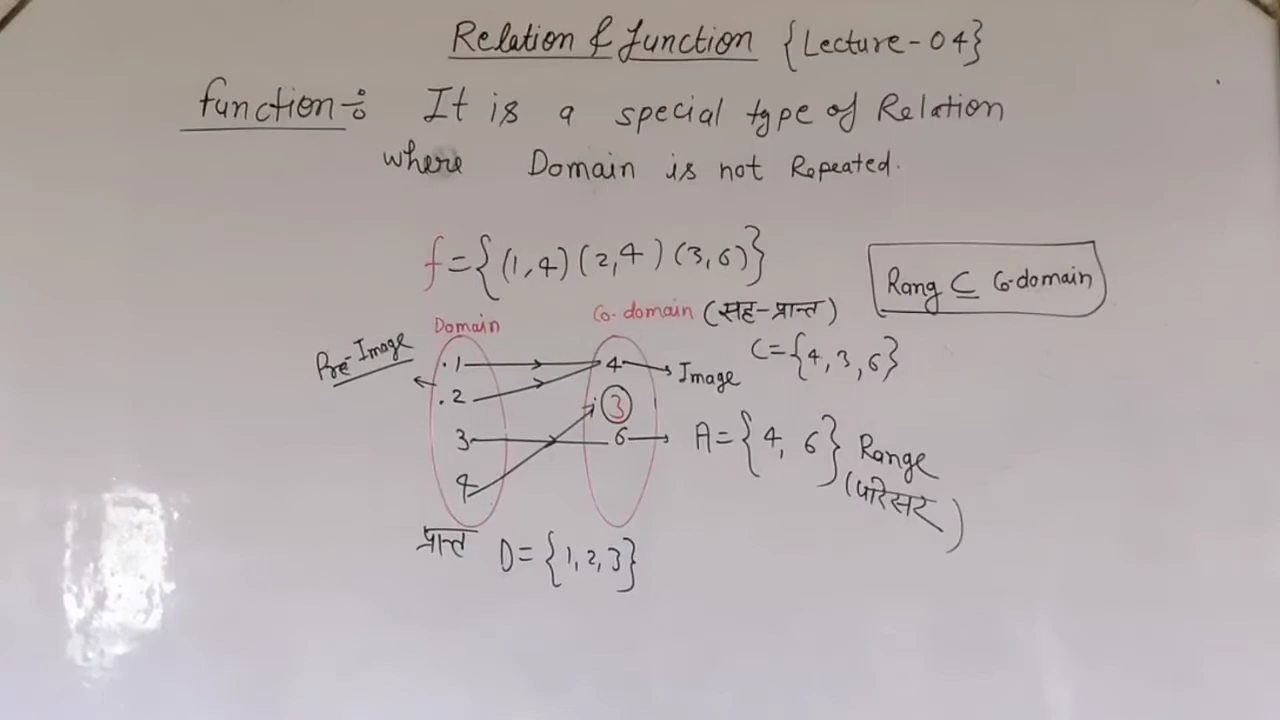 Relation & function {Lecture-04}
function÷ It is a special type of Relation
where Domain is not Repeated.
f={(1,4)(2,4)(3,6)}
Rang ⊆ Co-domain
Domain
Co-domain (सह-प्रान्त)
Pre-Image
C={4,3,6}
.1 4 Image
.2 3
3 6
A={4, 6} Range
(परिसर)
4
प्रान्त D={1,2,3}